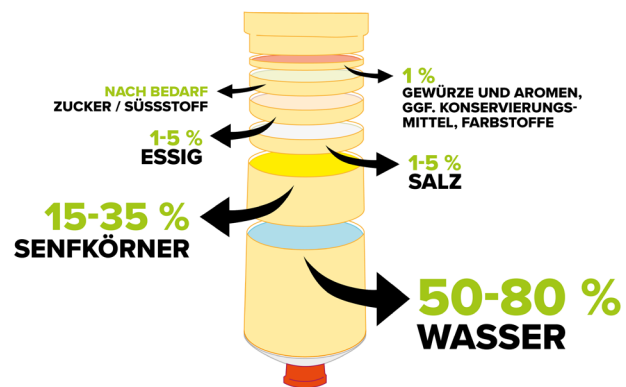 NACH BEDARF
ZUCKER / SÜSSSTOFF
1 %
GEWÜRZE UND AROMEN,
GGF. KONSERVIERUNGS-
MITTEL, FARBSTOFFE
1-5 %
ESSIG
1-5 %
SALZ
15-35 %
SENFKÖRNER
50-80 %
WASSER